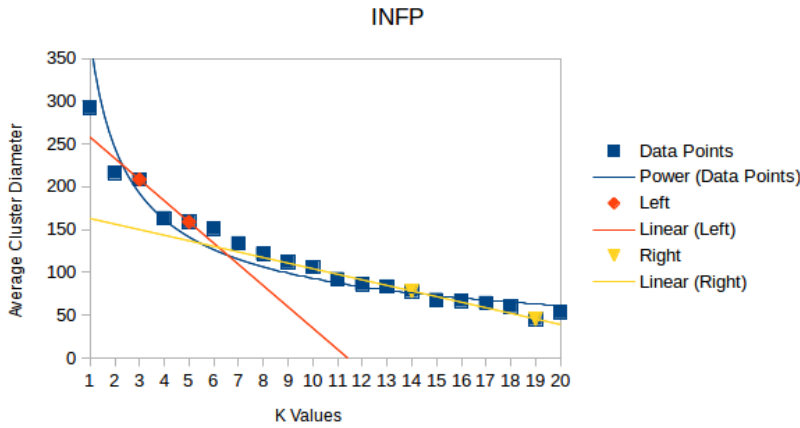 INFP
350
300
250
200
150
100
50
0
Average Cluster Diameter
1 2 3 4 5 6 7 8 9 10 11 12 13 14 15 16 17 18 19 20
K Values
Data Points
Power (Data Points)
Left
Linear (Left)
Right
Linear (Right)